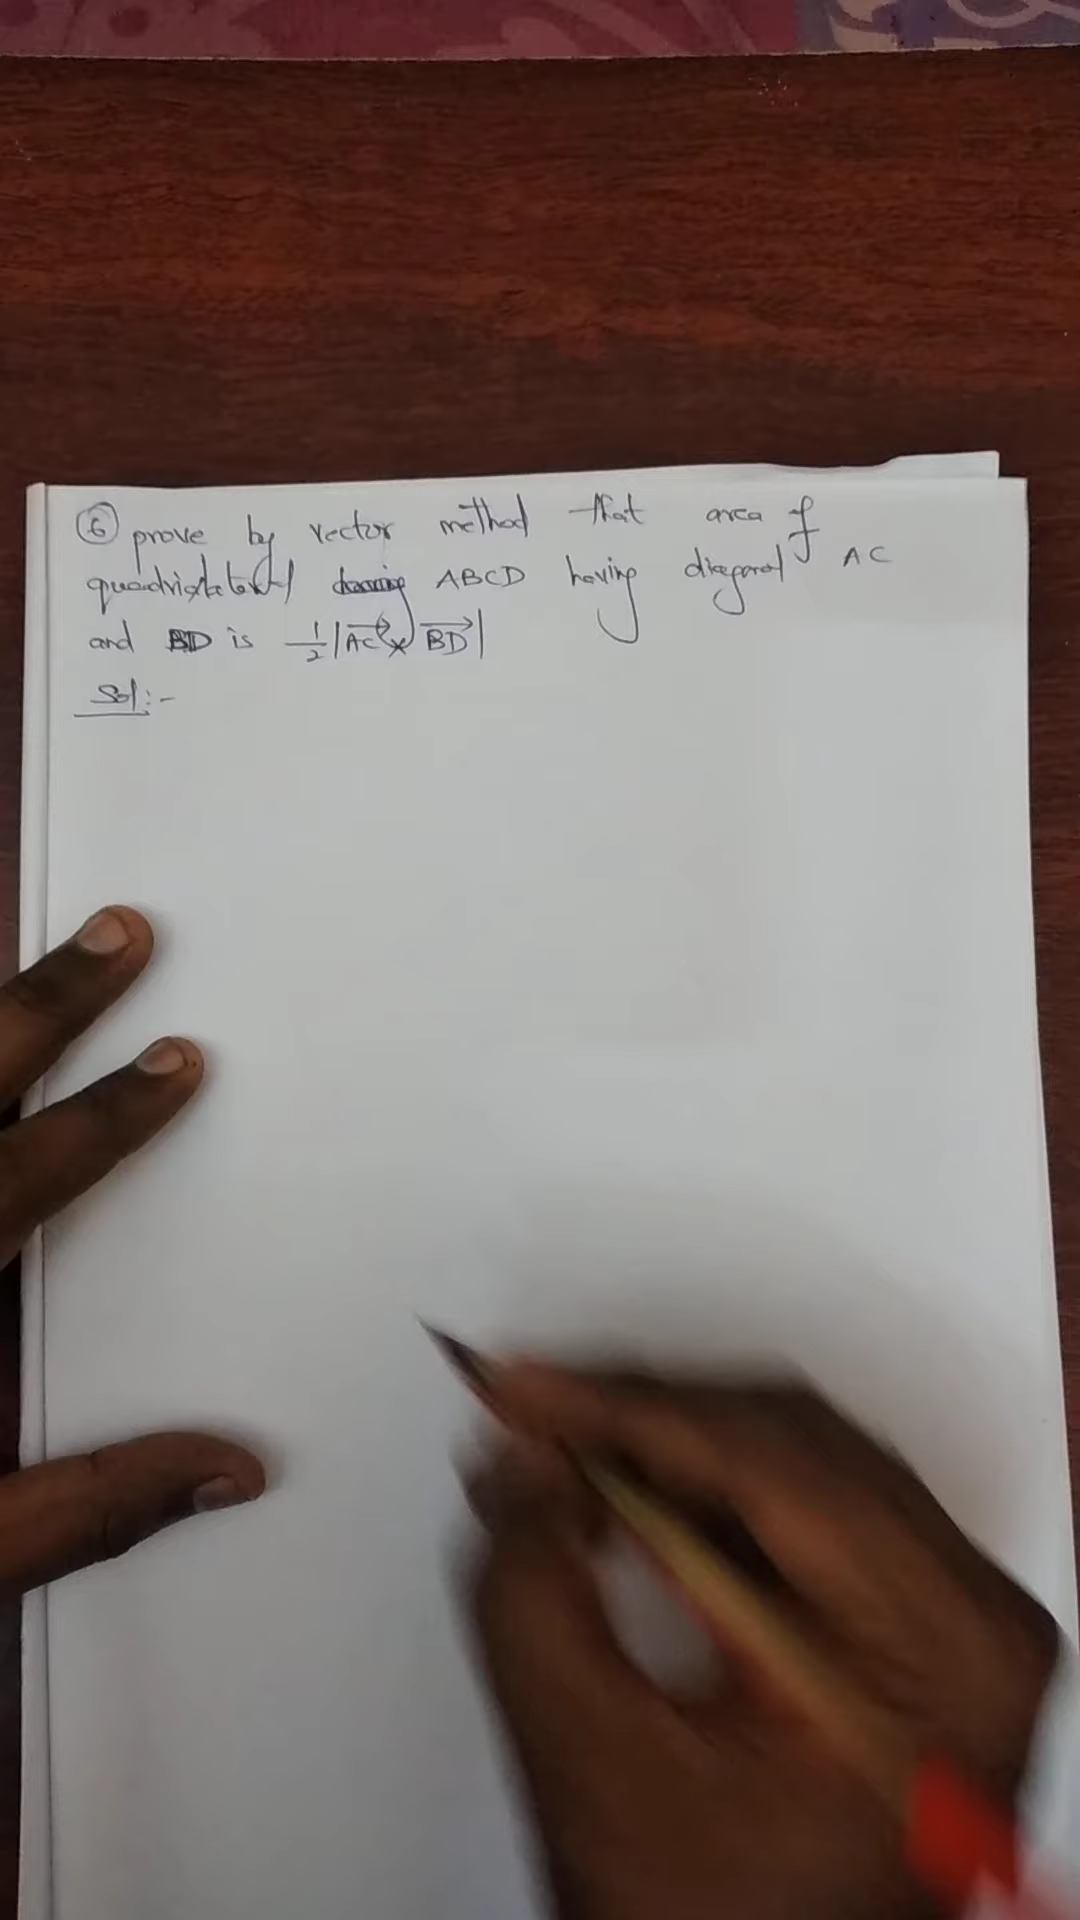 ⑥ prove by vector method that area of
quadrilateral ABCD having diagonal AC
and BD is 1/2 |AC⃗ × BD⃗|
Sol:-